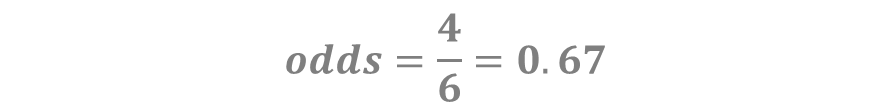 odds = 4/6 = 0.67